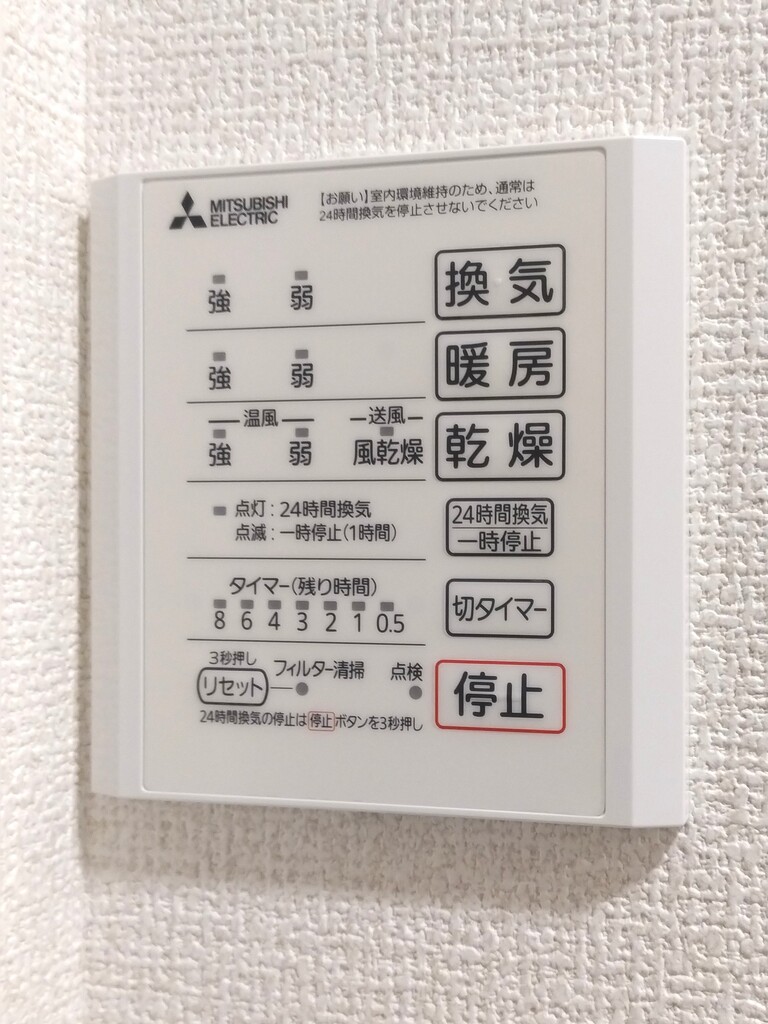 MITSUBISHI
ELECTRIC
【お願い】室内環境維持のため、通常は
24時間換気を停止させないでください
強 弱 換気
強 弱 暖房
温風 送風
強 弱 風乾燥 乾燥
点灯:24時間換気
点滅:一時停止(1時間)
24時間換気
一時停止
タイマー(残り時間)
8 6 4 3 2 1 0.5
切タイマー
3秒押し
リセット フィルター清掃 点検
停止
24時間換気の停止は停止ボタンを3秒押し